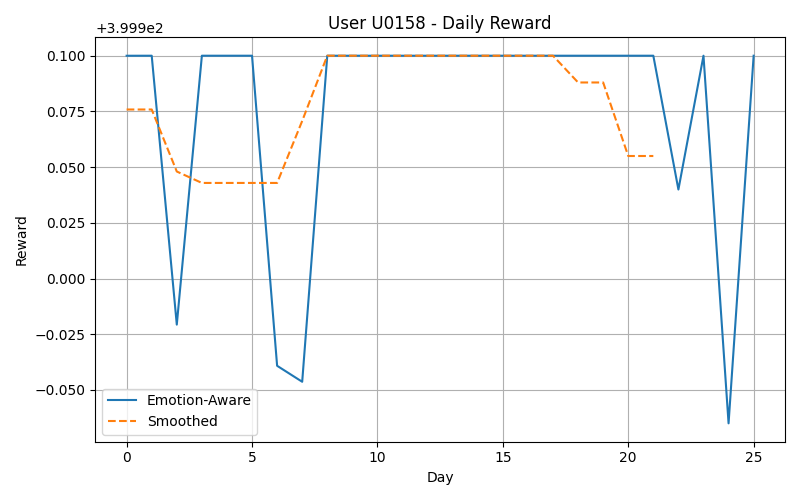 User U0158 - Daily Reward
+3.999e2
0.100
0.075
0.050
0.025
0.000
−0.025
−0.050
Reward
Emotion-Aware
Smoothed
0 5 10 15 20 25
Day